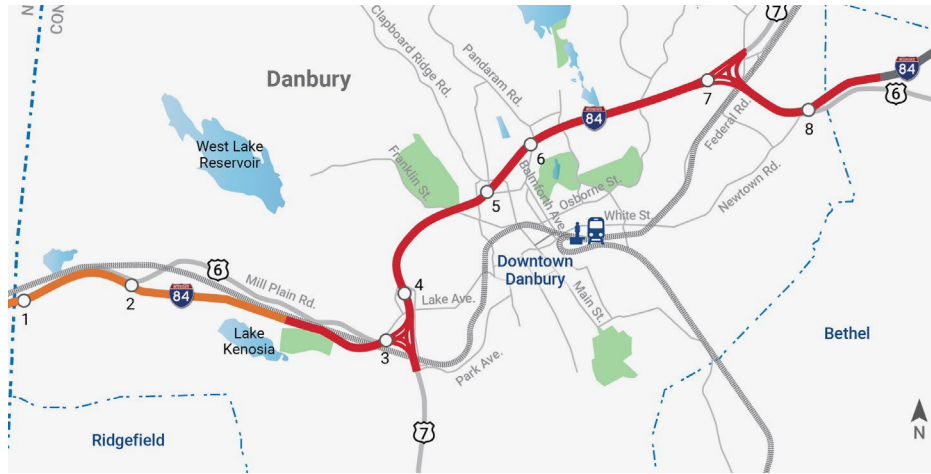 N
CON
7
84
6
Clapboard Ridge Rd.
Pandaram Rd.
Danbury
7
Federal Rd.
8
84
West Lake
Reservoir
Franklin St.
6
5
Balmforth Ave.
Osborne St.
White St.
Newtown Rd.
Downtown
Danbury
6
Mill Plain Rd.
84
1
2
4
Lake Ave.
Main St.
Lake
Kenosia
3
Park Ave.
Bethel
Ridgefield
7
N